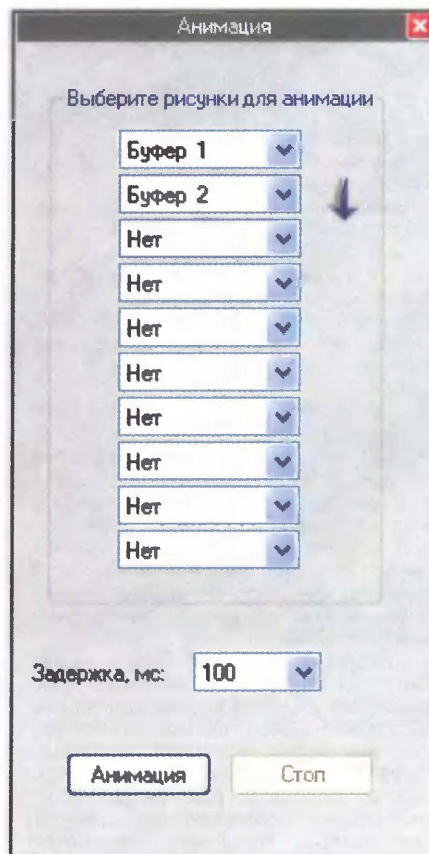 Анимация
Выберите рисунки для анимации
Буфер 1
Буфер 2
Нет
Нет
Нет
Нет
Нет
Нет
Нет
Нет
Задержка, мс: 100
Анимация Стоп